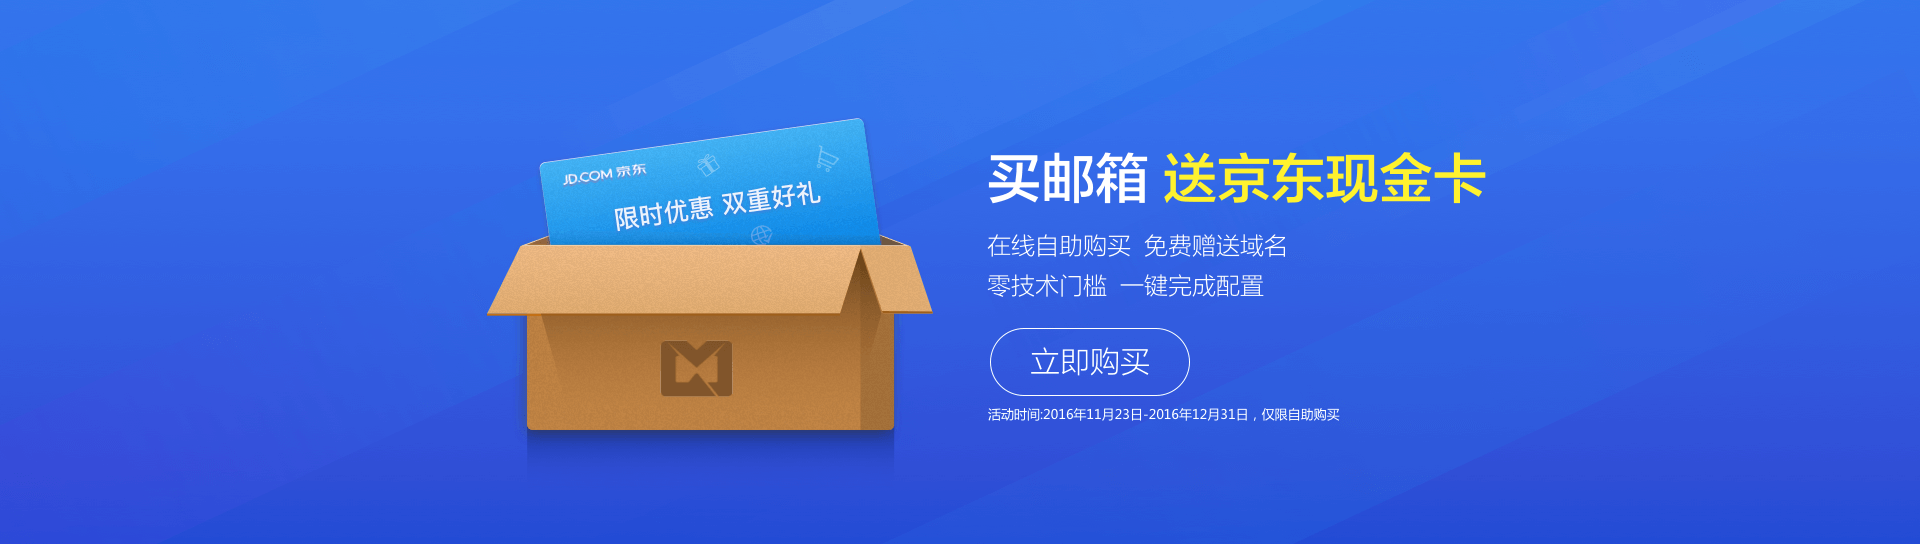 JD.COM 京东
限时优惠 双重好礼
买邮箱 送京东现金卡
在线自助购买 免费赠送域名
零技术门槛 一键完成配置
立即购买
活动时间:2016年11月23日-2016年12月31日，仅限自助购买